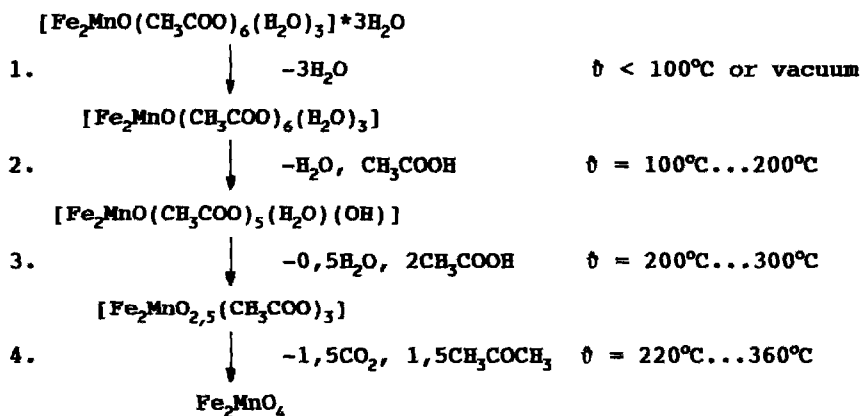 [Fe₂MnO(CH₃COO)₆(H₂O)₃]*3H₂O
1. -3H₂O ϑ < 100°C or vacuum
[Fe₂MnO(CH₃COO)₆(H₂O)₃]
2. -H₂O, CH₃COOH ϑ = 100°C...200°C
[Fe₂MnO(CH₃COO)₅(H₂O)(OH)]
3. -0,5H₂O, 2CH₃COOH ϑ = 200°C...300°C
[Fe₂MnO₂,₅(CH₃COO)₃]
4. -1,5CO₂, 1,5CH₃COCH₃ ϑ = 220°C...360°C
Fe₂MnO₄